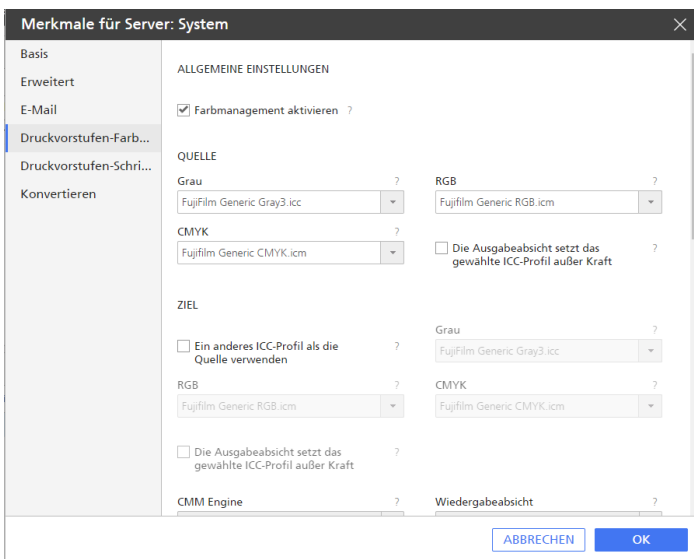 Merkmale für Server: System
Basis
Erweitert
E-Mail
Druckvorstufen-Farb...
Druckvorstufen-Schri...
Konvertieren
ALLGEMEINE EINSTELLUNGEN
Farbmanagement aktivieren ?
QUELLE
Grau ?
FujiFilm Generic Gray3.icc
RGB ?
Fujifilm Generic RGB.icm
CMYK ?
Fujifilm Generic CMYK.icm
Die Ausgabeabsicht setzt das ?
gewählte ICC-Profil außer Kraft
ZIEL
Ein anderes ICC-Profil als die ?
Quelle verwenden
Grau ?
FujiFilm Generic Gray3.icc
RGB ?
Fujifilm Generic RGB.icm
CMYK ?
Fujifilm Generic CMYK.icm
Die Ausgabeabsicht setzt das ?
gewählte ICC-Profil außer Kraft
CMM Engine ?
Wiedergabeabsicht ?
ABBRECHEN
OK